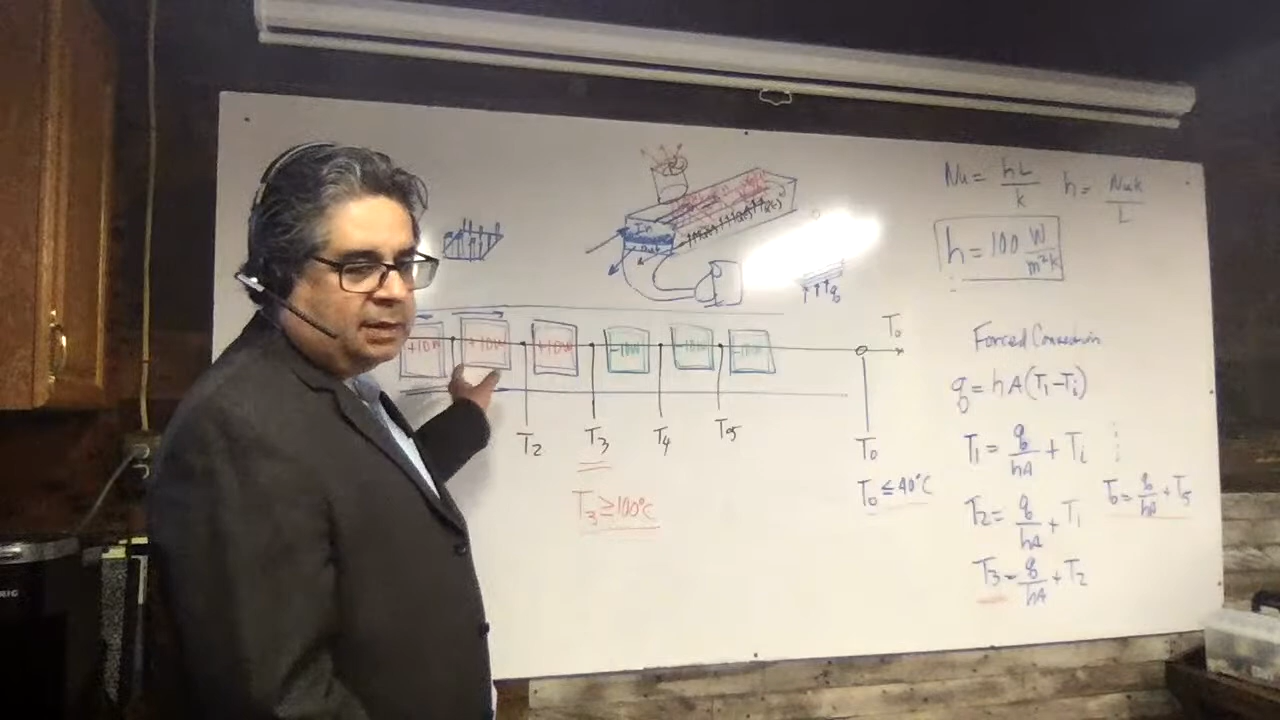 Nu = hL/k
h = Nuk/L
h = 100 W/m²k
In
Out
q
T₀
+10W +10W +10W -10W -10W -10W
T₂ T₃ T₄ T₅ T₀
T₃ ≥ 100°C
T₀ ≤ 40°C
Forced Convection
q = hA(T₁ - Tᵢ)
T₁ = q/hA + Tᵢ
T₂ = q/hA + T₁
T₃ = q/hA + T₂
T₀ = q/hA + T₅